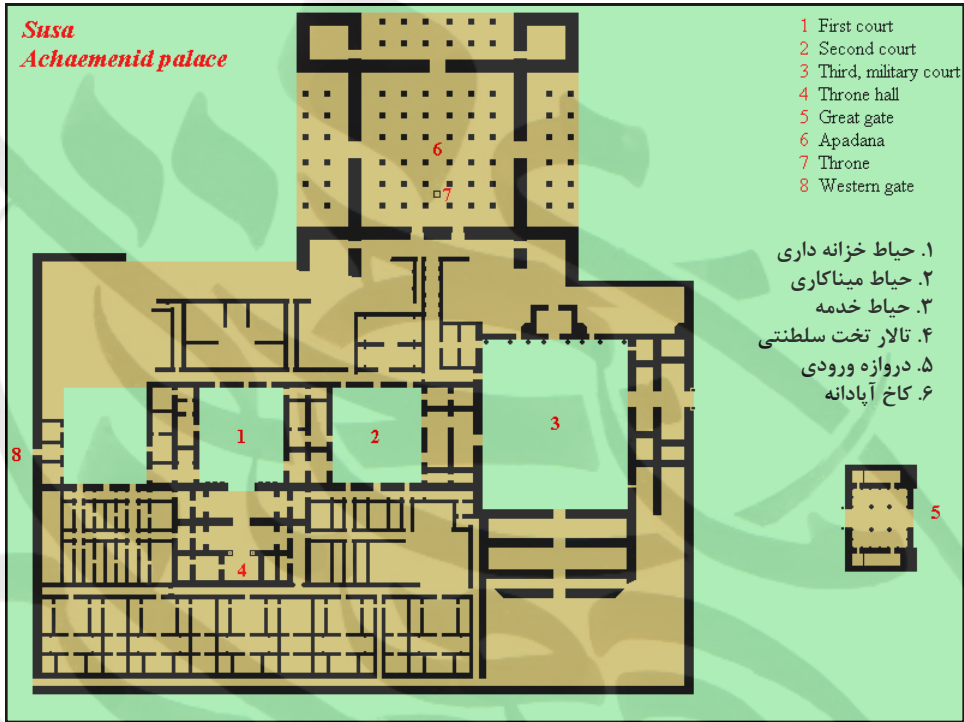 Susa
Achaemenid palace
1 First court
2 Second court
3 Third, military court
4 Throne hall
5 Great gate
6 Apadana
7 Throne
8 Western gate
۱. حیاط خزانه داری
۲. حیاط میناکاری
۳. حیاط خدمه
۴. تالار تخت سلطنتی
۵. دروازه ورودی
۶. کاخ آپادانه
6
7
1
2
3
8
5
4